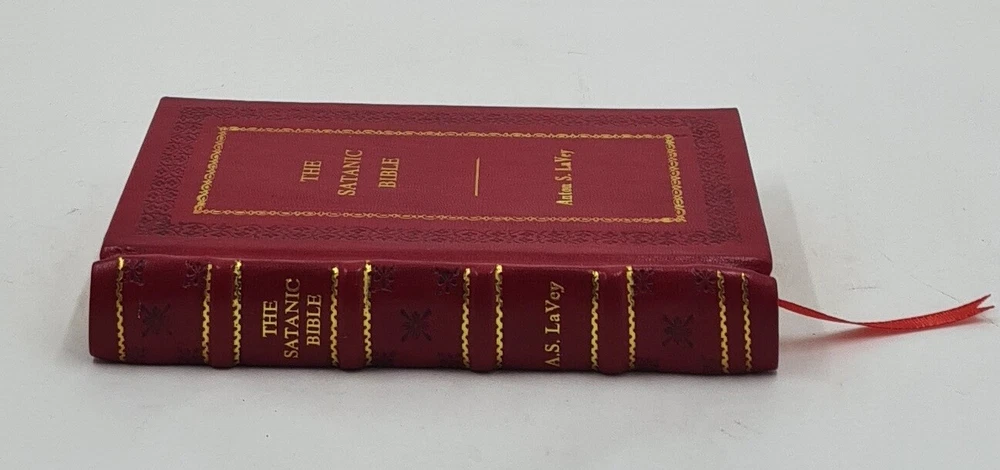 THE
SATANIC
BIBLE
Anton S. LaVey
THE
SATANIC
BIBLE
A.S. LaVey